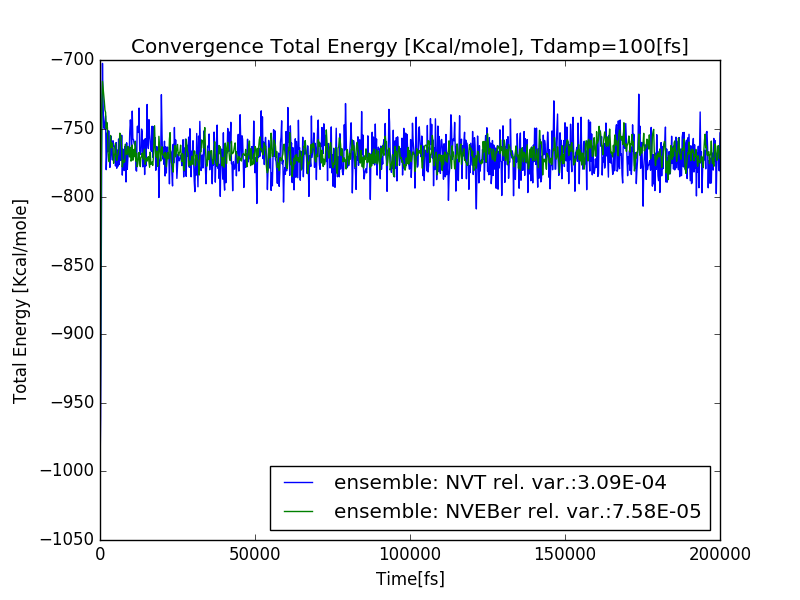 Convergence Total Energy [Kcal/mole], Tdamp=100[fs]
−700
−750
−800
−850
−900
−950
−1000
−1050
Total Energy [Kcal/mole]
ensemble: NVT rel. var.:3.09E-04
ensemble: NVEBer rel. var.:7.58E-05
0 50000 100000 150000 200000
Time[fs]